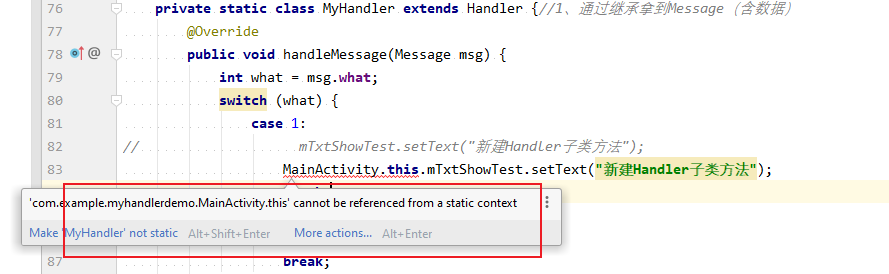 76 private static class MyHandler extends Handler {//1、通过继承拿到Message（含数据）
77 @Override
78 @ public void handleMessage(Message msg) {
79 int what = msg.what;
80 switch (what) {
81 case 1:
82 // mTxtShowTest.setText("新建Handler子类方法");
83 MainActivity.this.mTxtShowTest.setText("新建Handler子类方法");
'com.example.myhandlerdemo.MainActivity.this' cannot be referenced from a static context
Make 'MyHandler' not static Alt+Shift+Enter More actions... Alt+Enter
87 break;